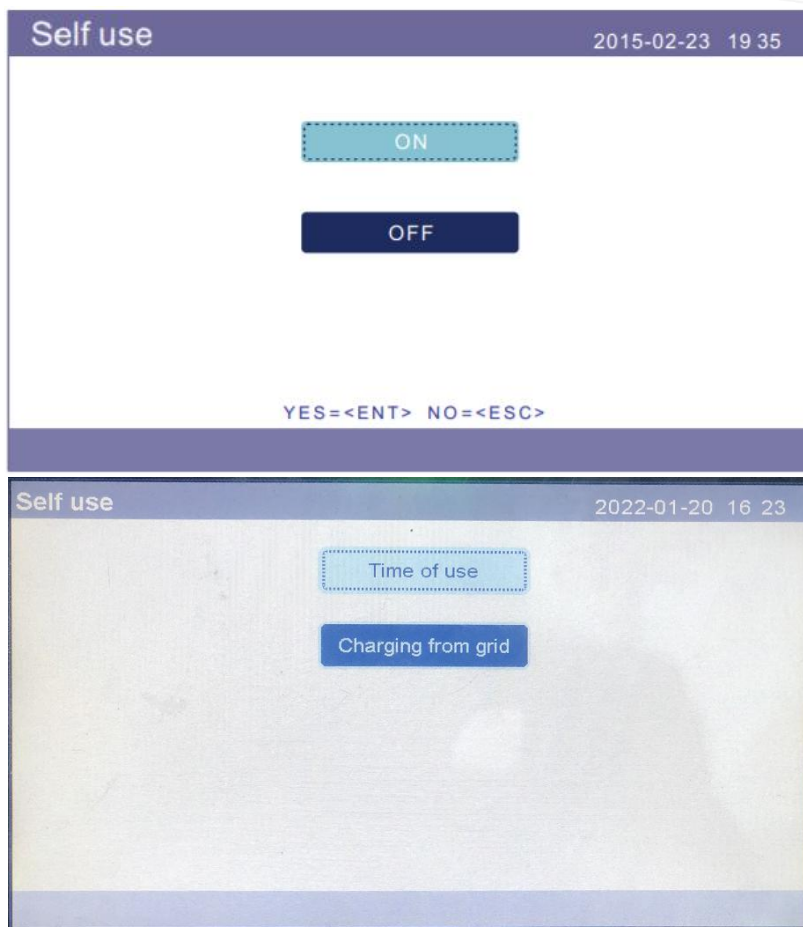 Self use
2015-02-23 19 35
ON
OFF
YES=<ENT> NO=<ESC>
Self use
2022-01-20 16 23
Time of use
Charging from grid